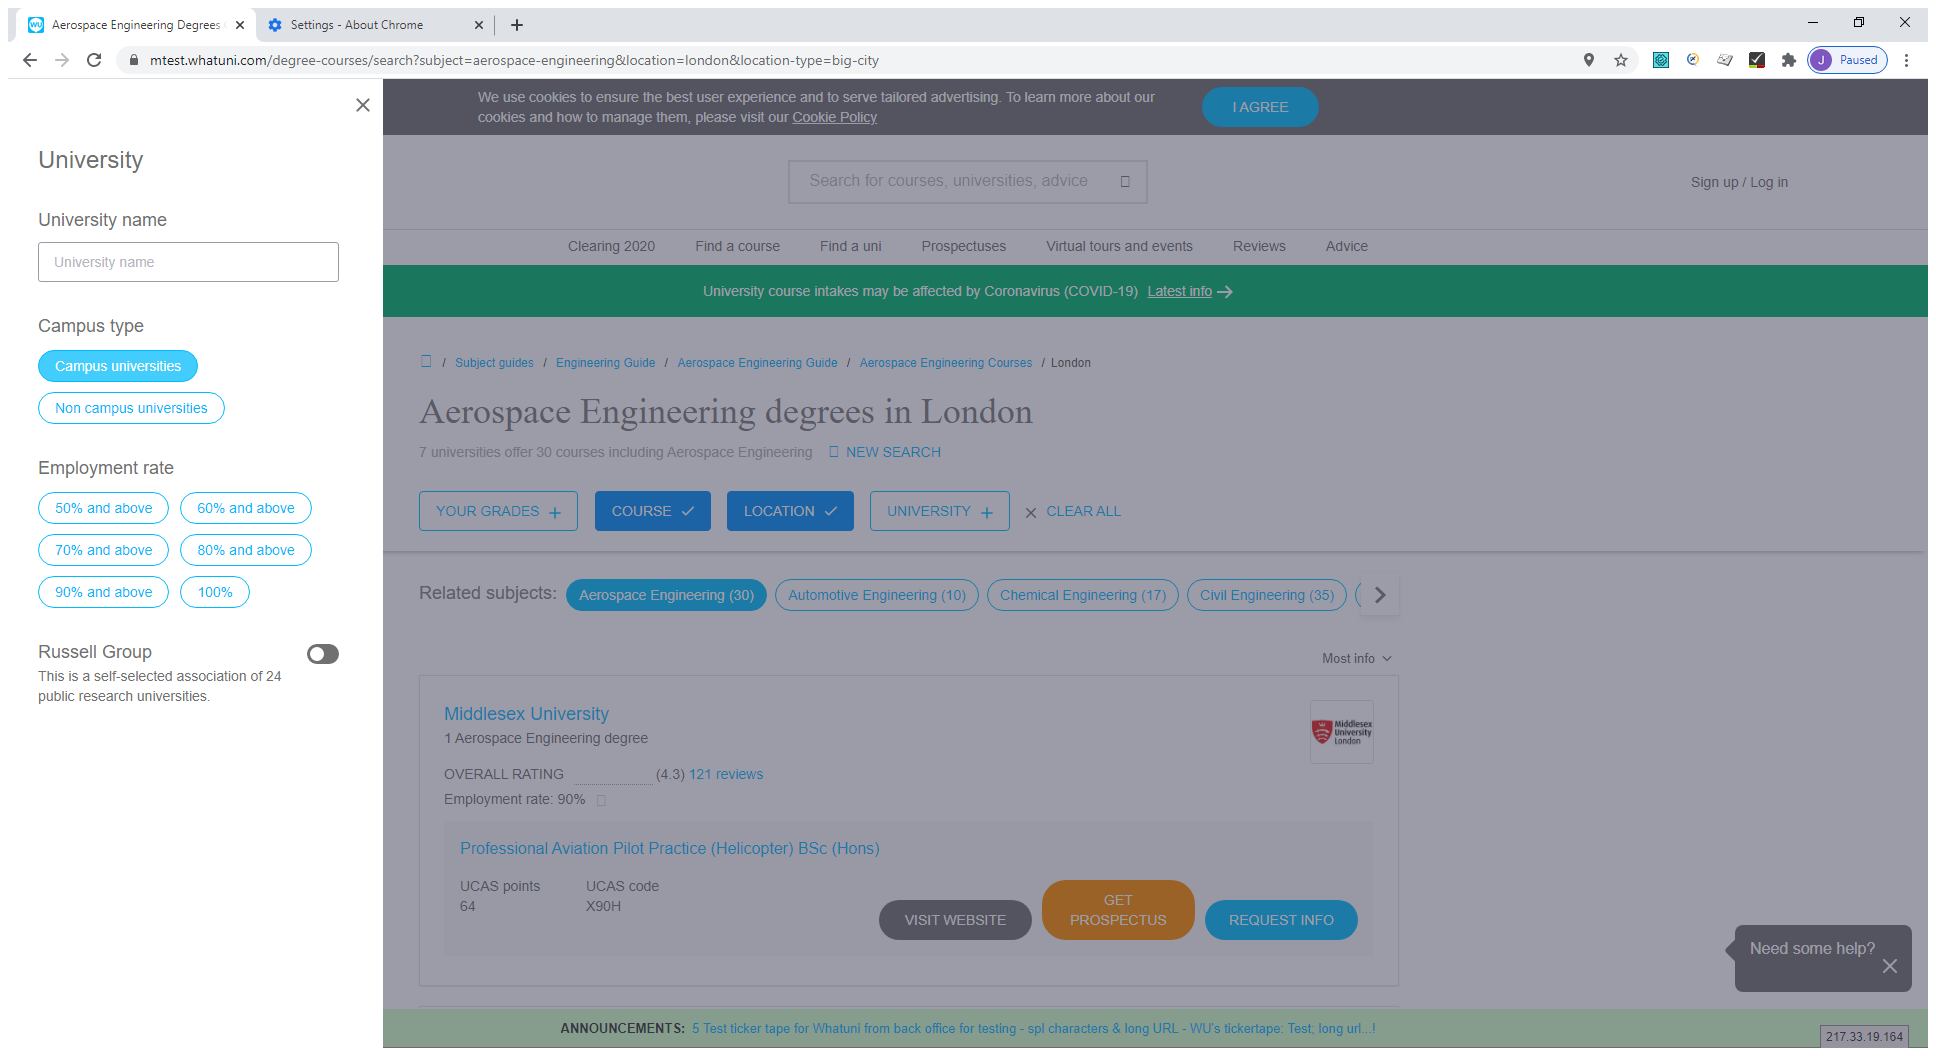 Aerospace Engineering Degrees
Settings - About Chrome
mtest.whatuni.com/degree-courses/search?subject=aerospace-engineering&location=london&location-type=big-city
J Paused
University
University name
University name
Campus type
Campus universities
Non campus universities
Employment rate
50% and above 60% and above
70% and above 80% and above
90% and above 100%
Russell Group
This is a self-selected association of 24
public research universities.
We use cookies to ensure the best user experience and to serve tailored advertising. To learn more about our
cookies and how to manage them, please visit our Cookie Policy
I AGREE
Search for courses, universities, advice
Sign up / Log in
Clearing 2020 Find a course Find a uni Prospectuses Virtual tours and events Reviews Advice
University course intakes may be affected by Coronavirus (COVID-19) Latest info
/ Subject guides / Engineering Guide / Aerospace Engineering Guide / Aerospace Engineering Courses / London
Aerospace Engineering degrees in London
7 universities offer 30 courses including Aerospace Engineering NEW SEARCH
YOUR GRADES COURSE LOCATION UNIVERSITY CLEAR ALL
Related subjects: Aerospace Engineering (30) Automotive Engineering (10) Chemical Engineering (17) Civil Engineering (35)
Most info
Middlesex University
1 Aerospace Engineering degree
Middlesex
University
London
OVERALL RATING (4.3) 121 reviews
Employment rate: 90%
Professional Aviation Pilot Practice (Helicopter) BSc (Hons)
UCAS points UCAS code
64 X90H
VISIT WEBSITE
GET
PROSPECTUS
REQUEST INFO
Need some help?
ANNOUNCEMENTS: 5 Test ticker tape for Whatuni from back office for testing - spl characters & long URL - WU's tickertape: Test; long url...!
217.33.19.164